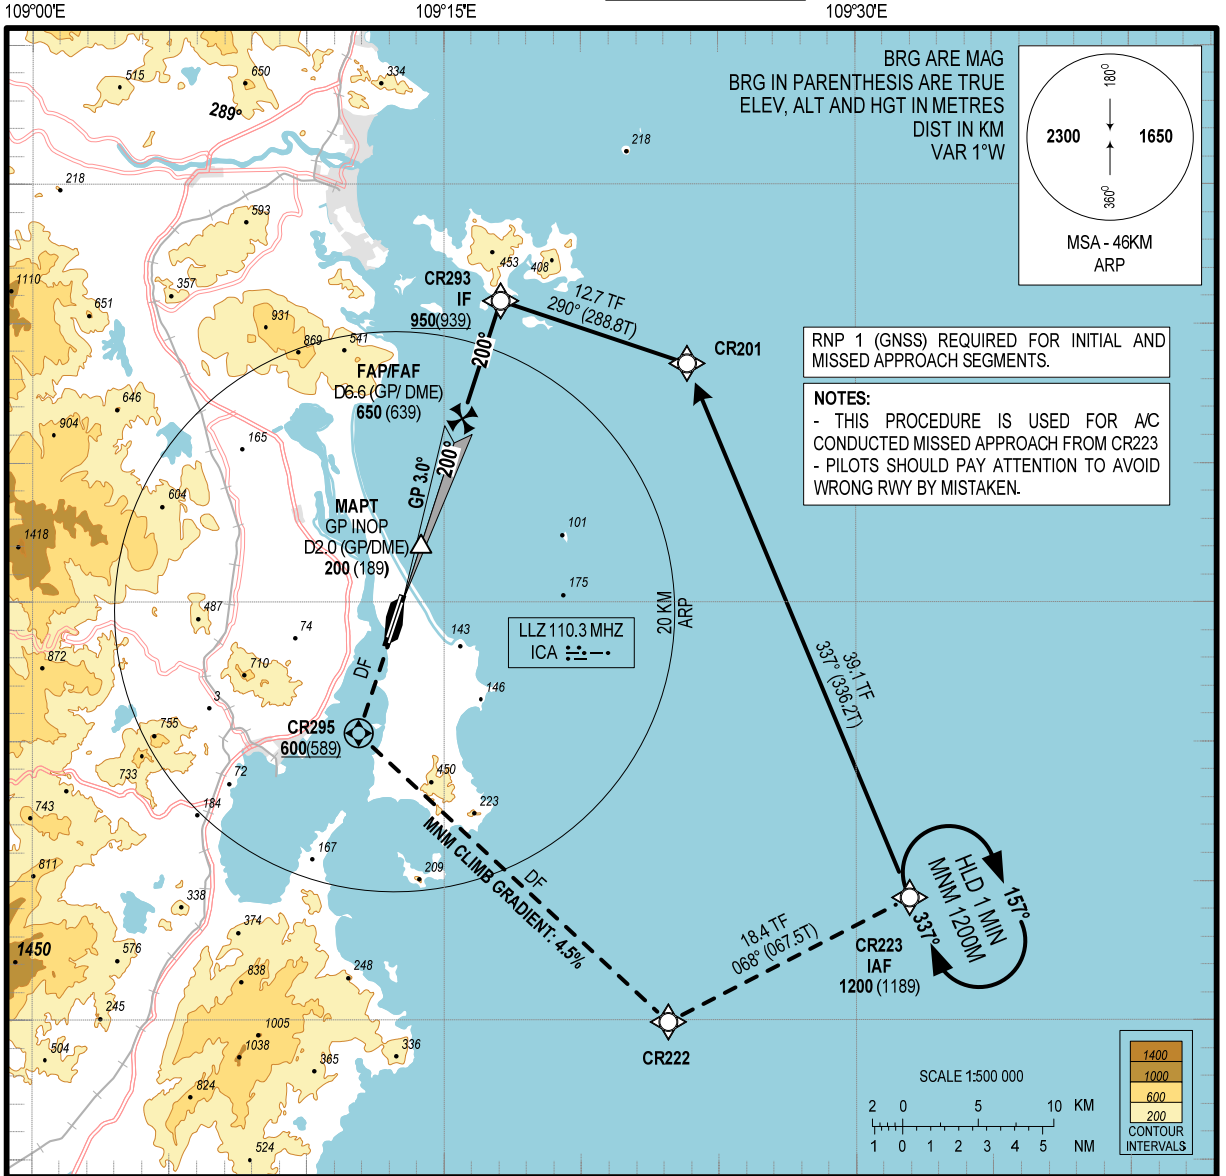 109°00'E
109°15'E
109°30'E
BRG ARE MAG
BRG IN PARENTHESIS ARE TRUE
ELEV, ALT AND HGT IN METRES
DIST IN KM
VAR 1°W
180°
2300
1650
360°
MSA - 46KM
ARP
515
650
289°
334
218
218
593
453
408
CR293
IF
950(939)
12.7 TF
290° (288.8T)
CR201
RNP 1 (GNSS) REQUIRED FOR INITIAL AND
MISSED APPROACH SEGMENTS.
NOTES:
- THIS PROCEDURE IS USED FOR A/C
CONDUCTED MISSED APPROACH FROM CR223
- PILOTS SHOULD PAY ATTENTION TO AVOID
WRONG RWY BY MISTAKEN.
1110
357
651
931
869
541
200°
FAP/FAF
D6.6 (GP/ DME)
650 (639)
646
904
165
200°
GP 3.0°
604
MAPT
GP INOP
D2.0 (GP/DME)
200 (189)
1418
101
175
20 KM
ARP
487
74
143
LLZ 110.3 MHZ
ICA
872
710
146
DF
39.1 TF
337° (336.2T)
3
CR295
600(589)
755
733
72
450
743
184
223
MNM CLIMB GRADIENT: 4.5%
DF
167
209
811
338
HLD 1 MIN
MNM 1200M
157°
337°
18.4 TF
068° (067.5T)
CR223
IAF
1200 (1189)
374
1450
576
838
248
245
1005
1038
336
504
365
CR222
824
524
SCALE 1:500 000
2 0 5 10 KM
1 0 1 2 3 4 5 NM
1400
1000
600
200
CONTOUR
INTERVALS